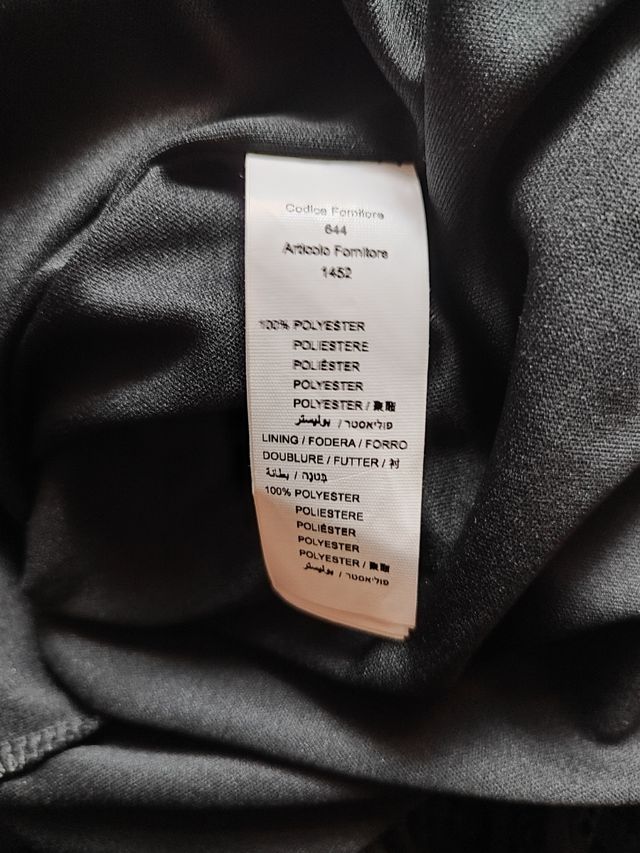 Codice Fornitore
644
Articolo Fornitore
1452
100% POLYESTER
POLIESTERE
POLIÉSTER
POLYESTER
POLYESTER / 聚酯
פוליאסטר / بوليستر
LINING / FODERA / FORRO
DOUBLURE / FUTTER / 衬
בִּטנָה / بطانة
100% POLYESTER
POLIESTERE
POLIÉSTER
POLYESTER
POLYESTER / 聚酯
פוליאסטר / بوليستر